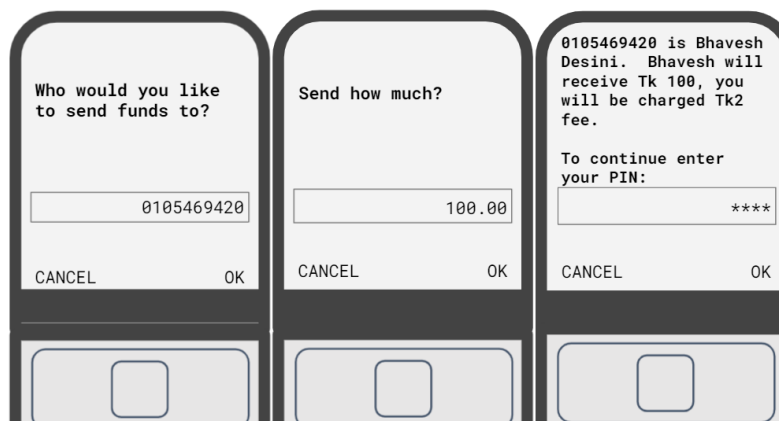 Who would you like
to send funds to?
0105469420
CANCEL OK
Send how much?
100.00
CANCEL OK
0105469420 is Bhavesh
Desini.  Bhavesh will
receive Tk 100, you
will be charged Tk2
fee.
To continue enter
your PIN:
****
CANCEL OK